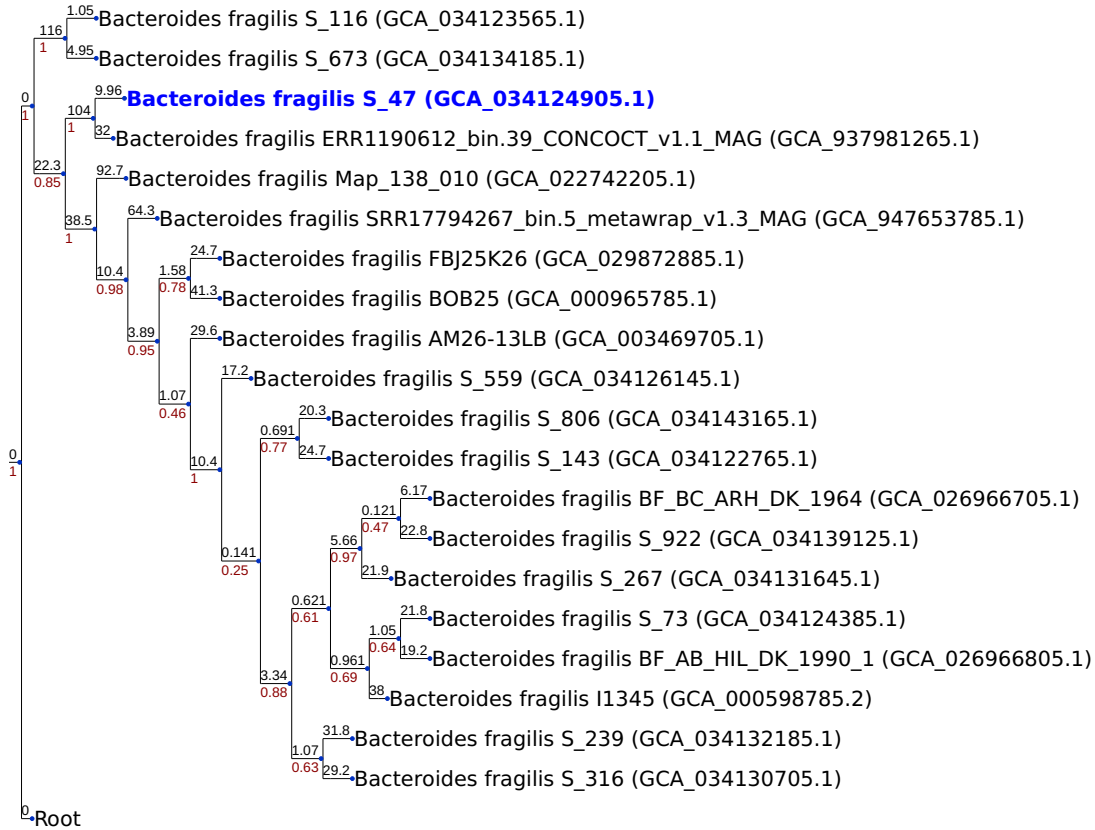 1.05 Bacteroides fragilis S_116 (GCA_034123565.1)
116
1
4.95 Bacteroides fragilis S_673 (GCA_034134185.1)
9.96 Bacteroides fragilis S_47 (GCA_034124905.1)
0
1
104
1
32 Bacteroides fragilis ERR1190612_bin.39_CONCOCT_v1.1_MAG (GCA_937981265.1)
22.3
0.85
92.7 Bacteroides fragilis Map_138_010 (GCA_022742205.1)
64.3 Bacteroides fragilis SRR17794267_bin.5_metawrap_v1.3_MAG (GCA_947653785.1)
38.5
1
24.7 Bacteroides fragilis FBJ25K26 (GCA_029872885.1)
10.4
0.98
1.58
0.78
41.3 Bacteroides fragilis BOB25 (GCA_000965785.1)
3.89
0.95
29.6 Bacteroides fragilis AM26-13LB (GCA_003469705.1)
17.2 Bacteroides fragilis S_559 (GCA_034126145.1)
1.07
0.46
20.3 Bacteroides fragilis S_806 (GCA_034143165.1)
0.691
0.77
24.7 Bacteroides fragilis S_143 (GCA_034122765.1)
0
1
10.4
1
6.17 Bacteroides fragilis BF_BC_ARH_DK_1964 (GCA_026966705.1)
0.121
0.47
22.8 Bacteroides fragilis S_922 (GCA_034139125.1)
5.66
0.97
0.141
0.25
21.9 Bacteroides fragilis S_267 (GCA_034131645.1)
0.621
0.61
21.8 Bacteroides fragilis S_73 (GCA_034124385.1)
1.05
0.64
19.2 Bacteroides fragilis BF_AB_HIL_DK_1990_1 (GCA_026966805.1)
0.961
0.69
3.34
0.88
38 Bacteroides fragilis I1345 (GCA_000598785.2)
31.8 Bacteroides fragilis S_239 (GCA_034132185.1)
1.07
0.63
29.2 Bacteroides fragilis S_316 (GCA_034130705.1)
0 Root